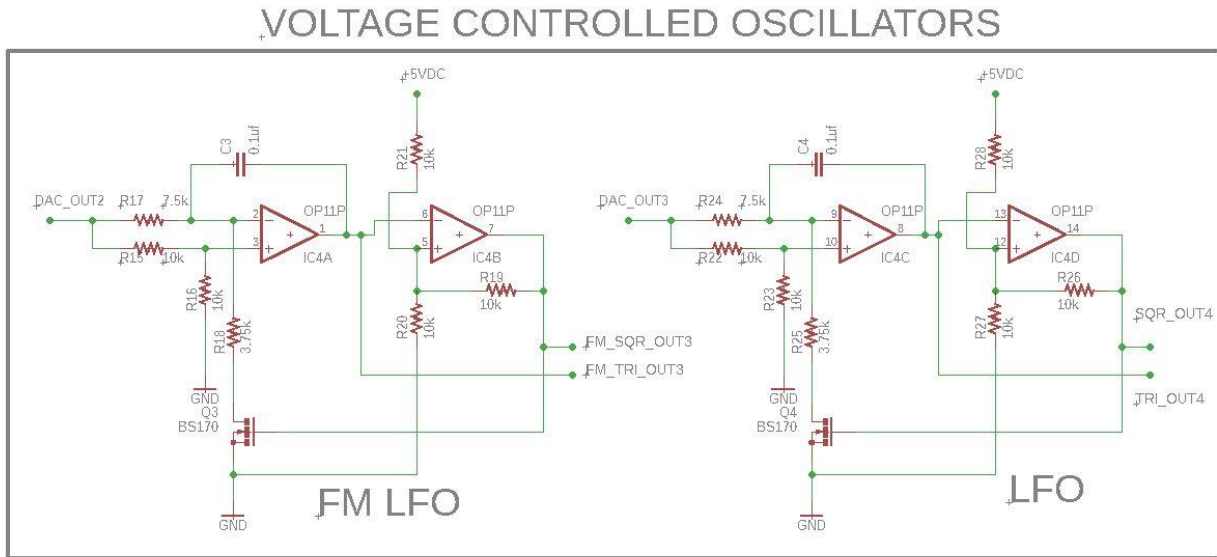 VOLTAGE CONTROLLED OSCILLATORS
+5VDC
C3
0.1uf
R21
10k
DAC_OUT2
R17
7.5k
2
3
OP11P
1
IC4A
6
5
OP11P
7
IC4B
R15
10k
R16
10k
R18
3.75k
R19
10k
R20
10k
FM_SQR_OUT3
FM_TRI_OUT3
GND
Q3
BS170
GND
FM LFO
+5VDC
C4
0.1uf
R28
10k
DAC_OUT3
R24
7.5k
9
10
OP11P
8
IC4C
13
12
OP11P
14
IC4D
R22
10k
R23
10k
R25
3.75k
R26
10k
R27
10k
SQR_OUT4
TRI_OUT4
GND
Q4
BS170
GND
LFO